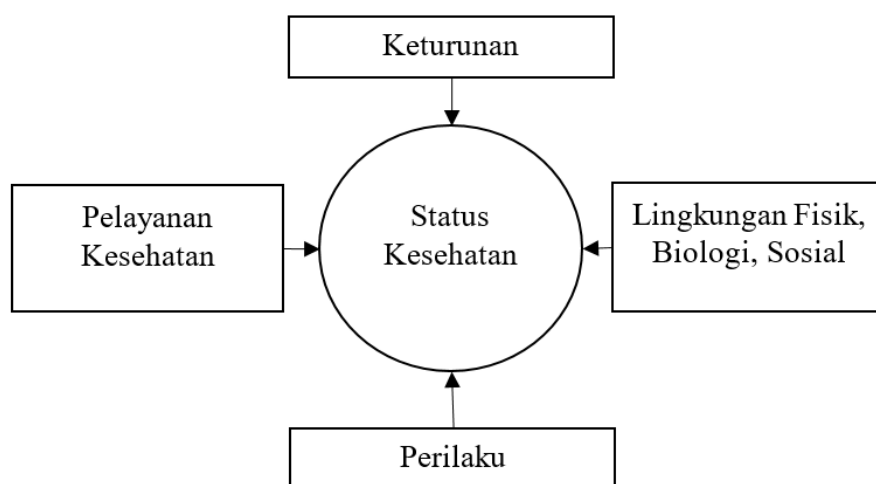 Keturunan
Pelayanan
Kesehatan
Status
Kesehatan
Lingkungan Fisik,
Biologi, Sosial
Perilaku